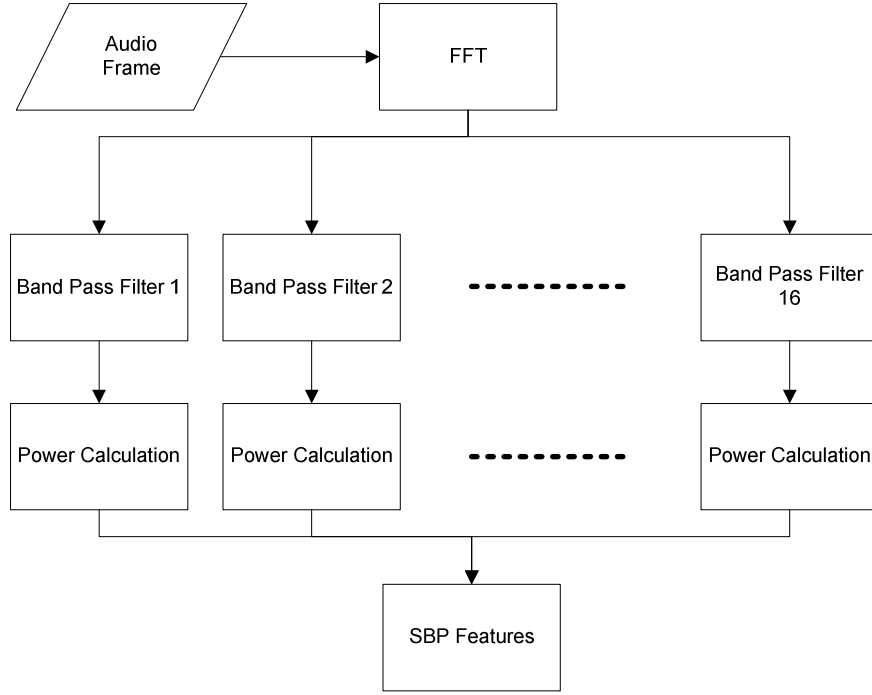 Audio
Frame
FFT
Band Pass Filter 1
Band Pass Filter 2
Band Pass Filter
16
Power Calculation
Power Calculation
Power Calculation
SBP Features